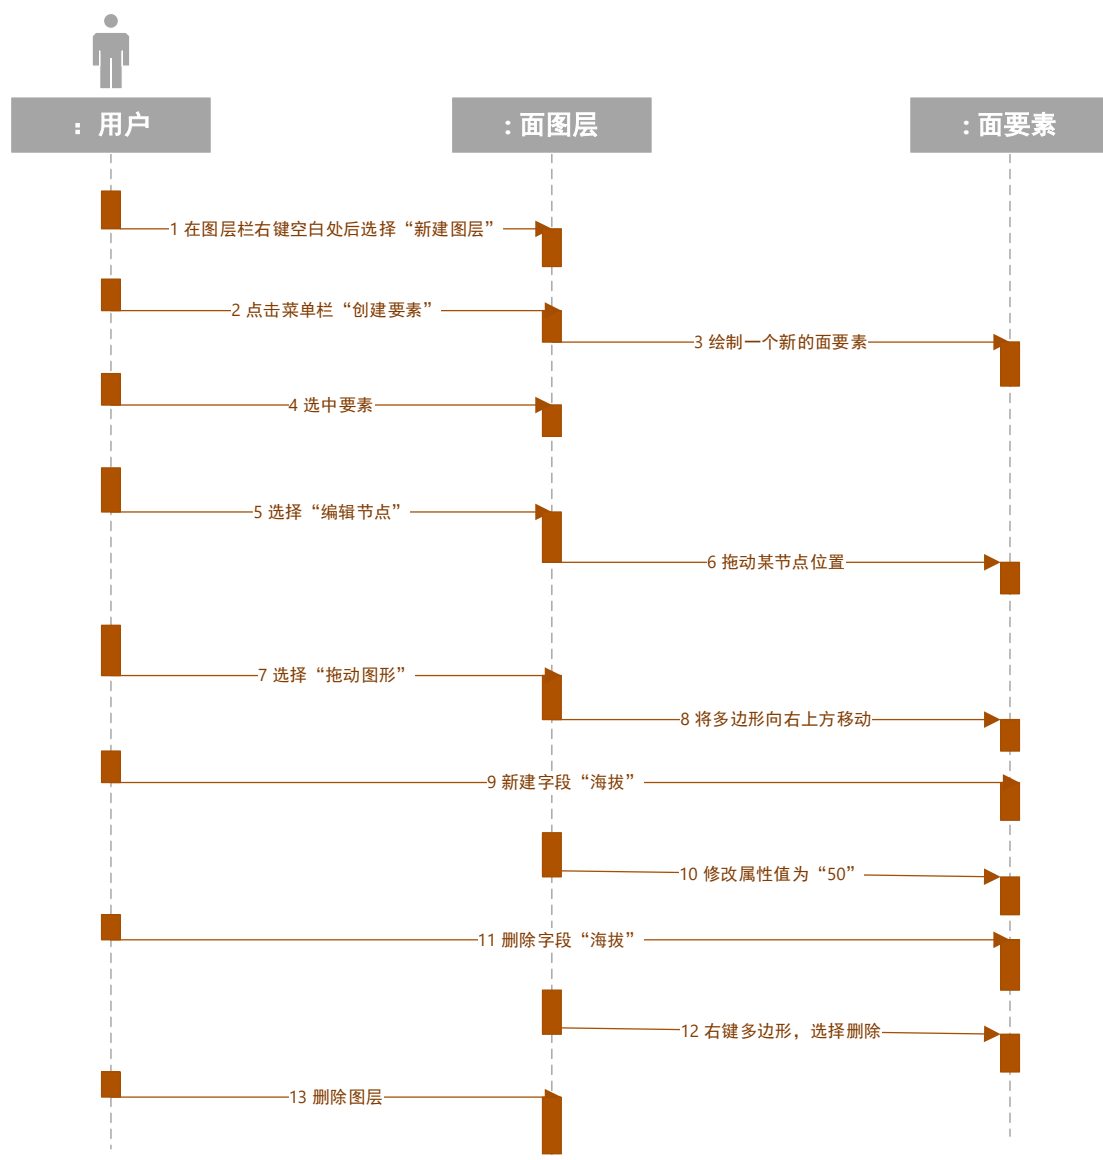 ：用户
: 面图层
: 面要素
1 在图层栏右键空白处后选择“新建图层”
2 点击菜单栏“创建要素”
3 绘制一个新的面要素
4 选中要素
5 选择“编辑节点”
6 拖动某节点位置
7 选择“拖动图形”
8 将多边形向右上方移动
9 新建字段“海拔”
10 修改属性值为“50”
11 删除字段“海拔”
12 右键多边形，选择删除
13 删除图层